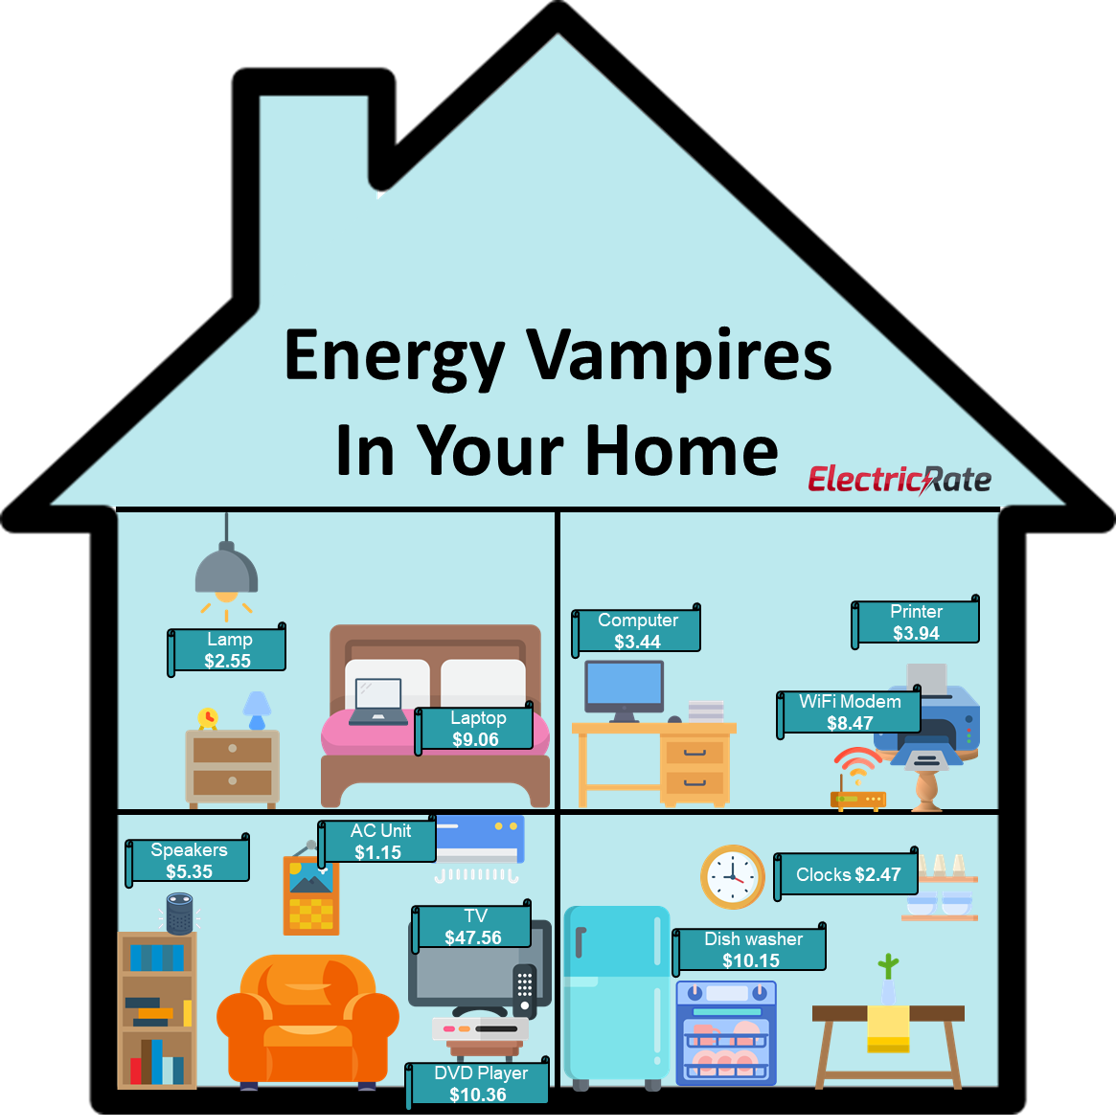 Energy Vampires
In Your Home
ElectricRate
Lamp
$2.55
Laptop
$9.06
Computer
$3.44
Printer
$3.94
WiFi Modem
$8.47
Speakers
$5.35
AC Unit
$1.15
TV
$47.56
DVD Player
$10.36
Clocks $2.47
Dish washer
$10.15